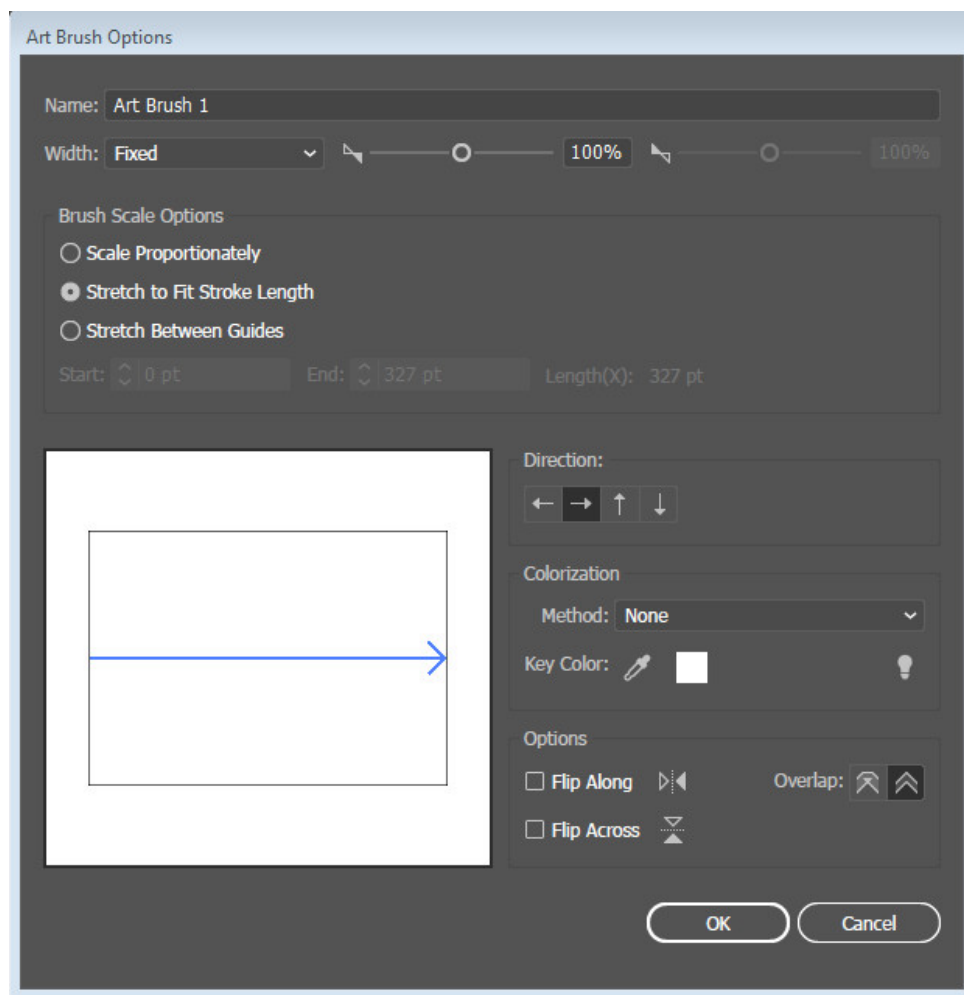 Art Brush Options
Name: Art Brush 1
Width: Fixed 100% 100%
Brush Scale Options
Scale Proportionately
Stretch to Fit Stroke Length
Stretch Between Guides
Start: 0 pt End: 327 pt Length(X): 327 pt
Direction:
Colorization
Method: None
Key Color:
Options
Flip Along Overlap:
Flip Across
OK Cancel